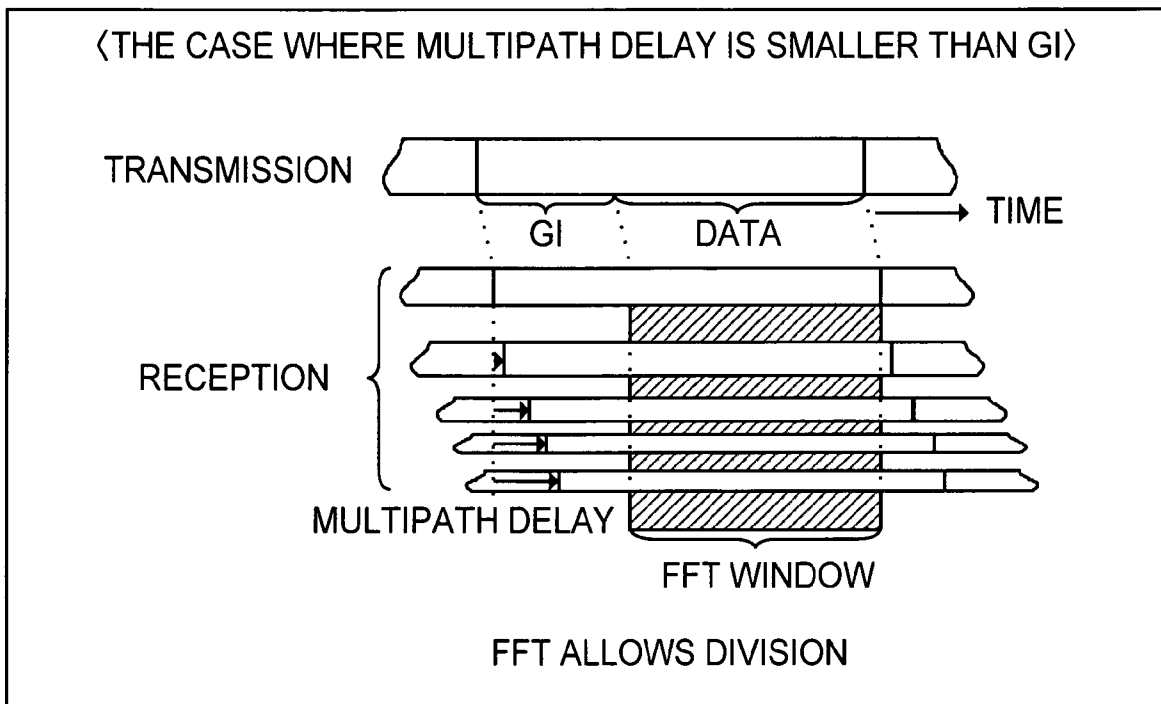 〈THE CASE WHERE MULTIPATH DELAY IS SMALLER THAN GI〉
TRANSMISSION
GI
DATA
TIME
RECEPTION
MULTIPATH DELAY
FFT WINDOW
FFT ALLOWS DIVISION